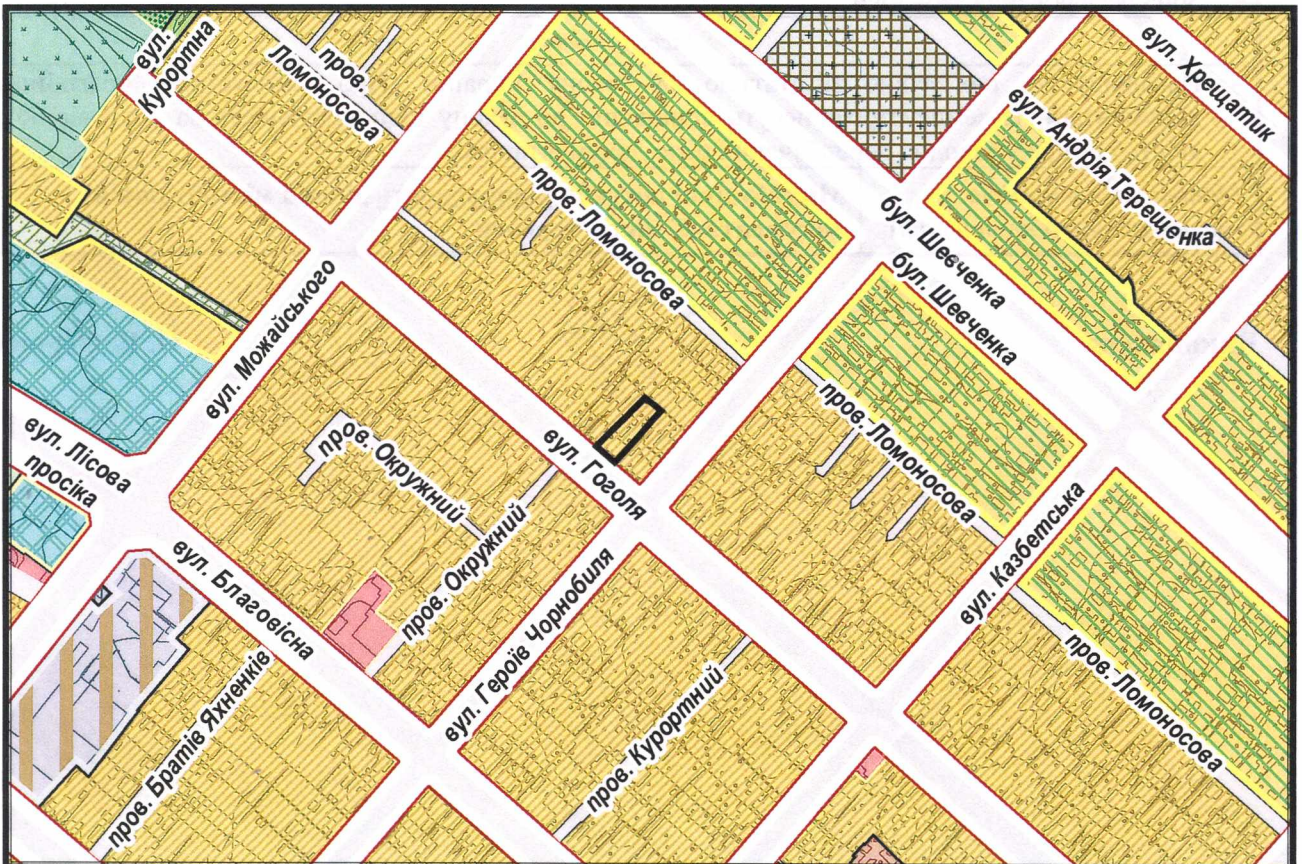 вул.
Курортна
пров.
Ломоносова
вул. Хрещатик
вул. Андрія Терещенка
пров. Ломоносова
бул. Шевченка
бул. Шевченка
вул. Можайського
пров. Ломоносова
вул. Лісова
просіка
пров. Окружний
вул. Гоголя
пров. Окружний
вул. Казбетська
вул. Благовісна
вул. Героїв Чорнобиля
пров. Ломоносова
пров. Братів Яхненків
пров. Курортний